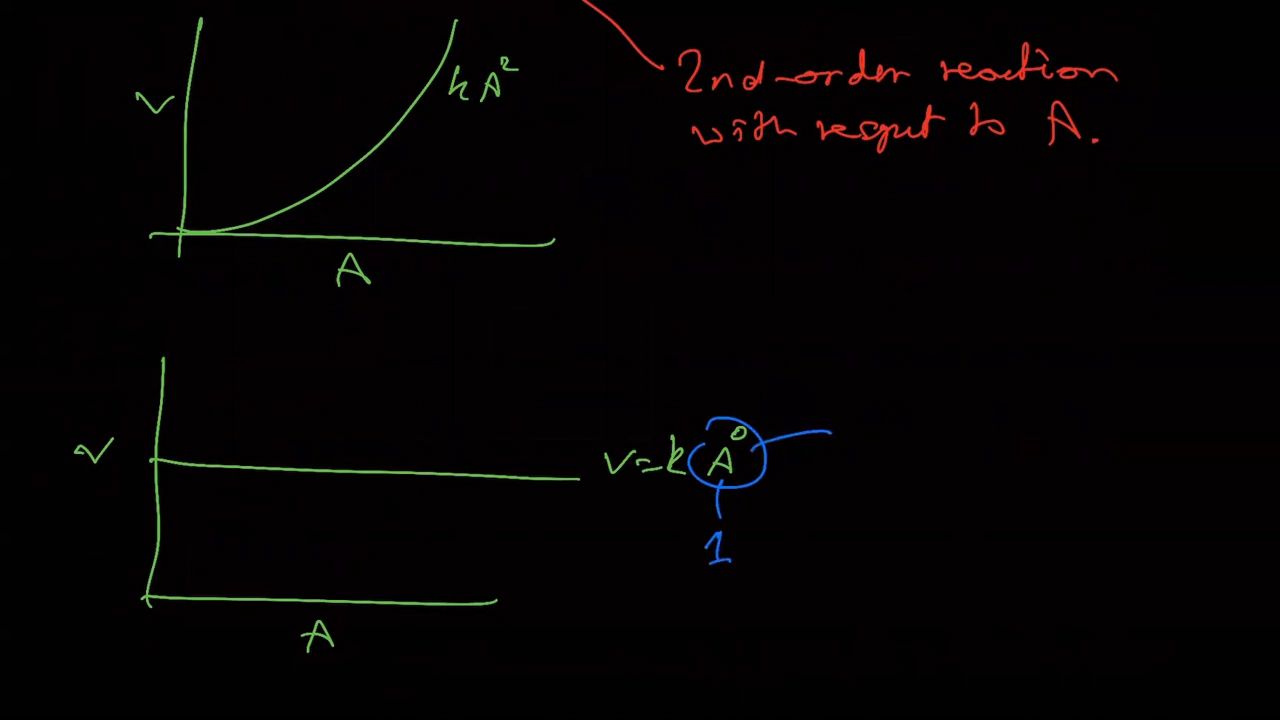 2nd-order reaction
with respect to A.
v
kA²
A
v
v=kA⁰
1
A